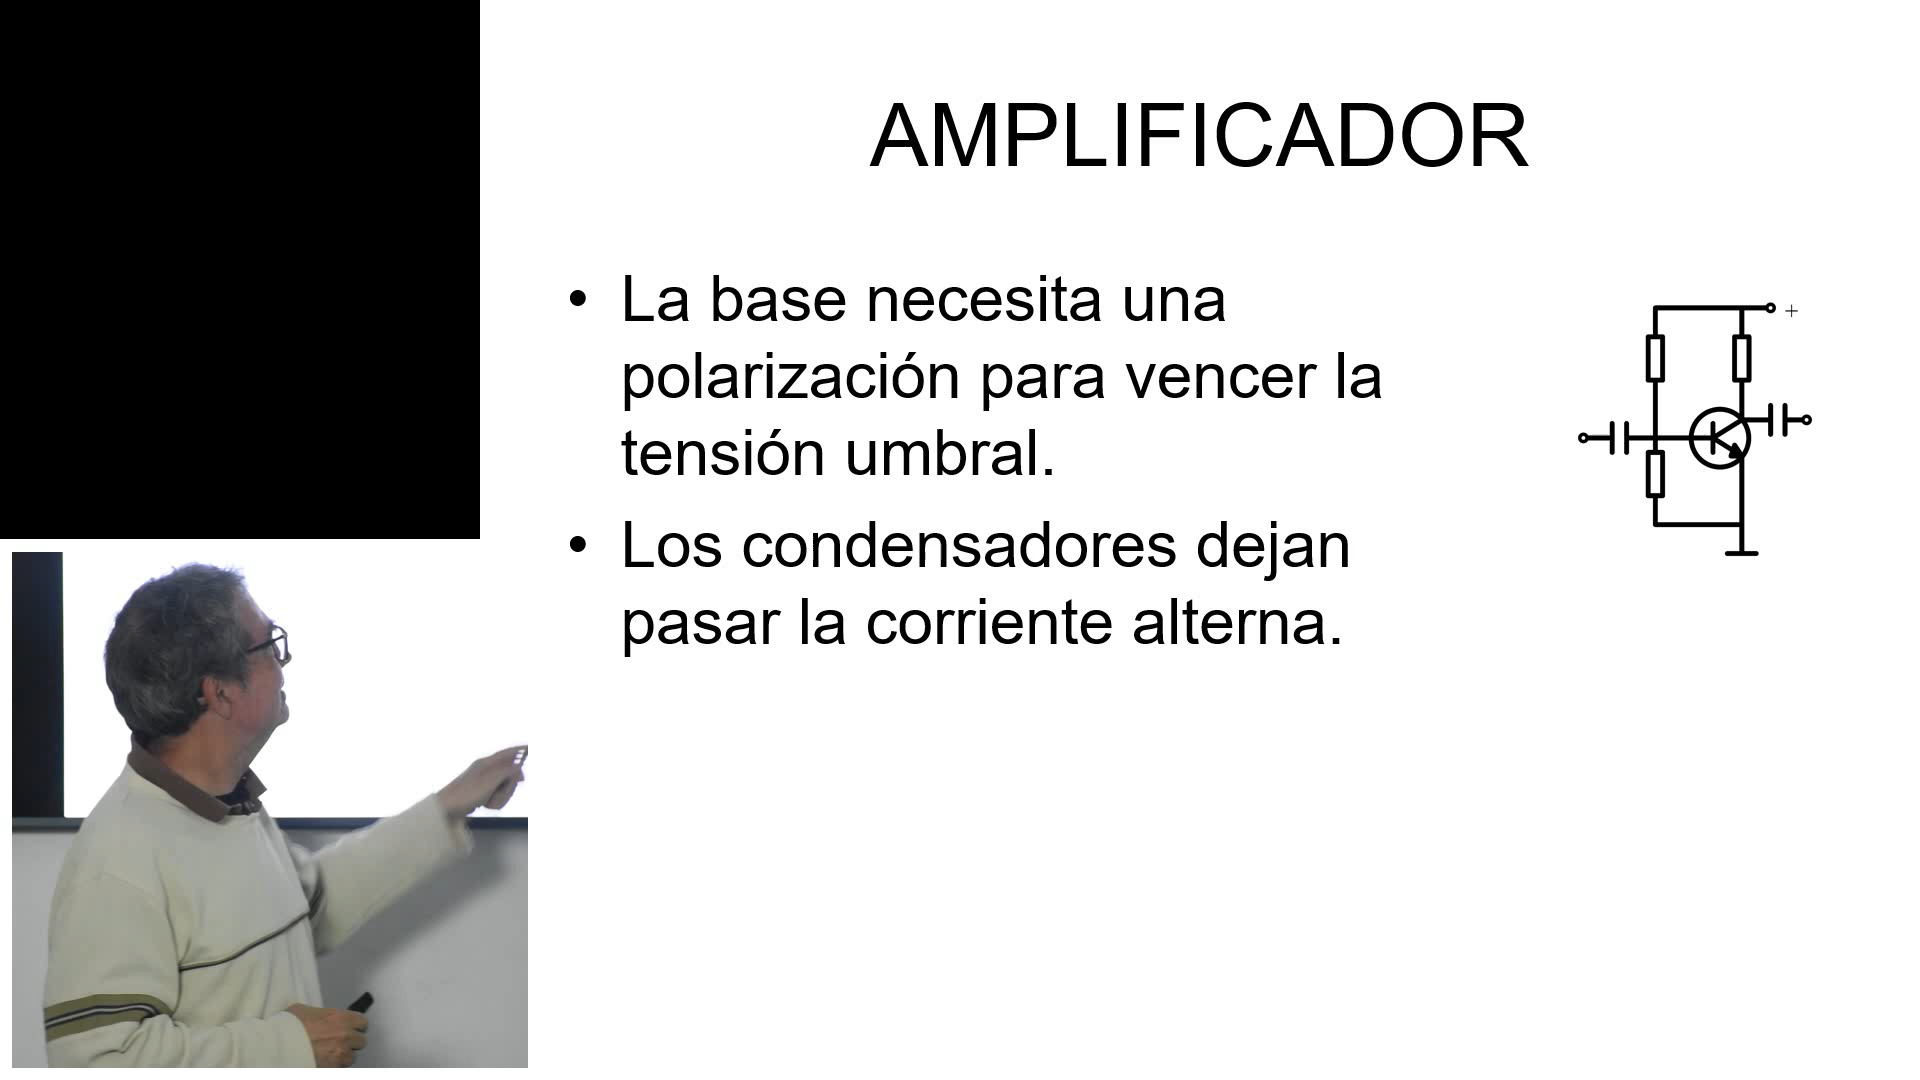 AMPLIFICADOR
• La base necesita una
polarización para vencer la
tensión umbral.
• Los condensadores dejan
pasar la corriente alterna.
+